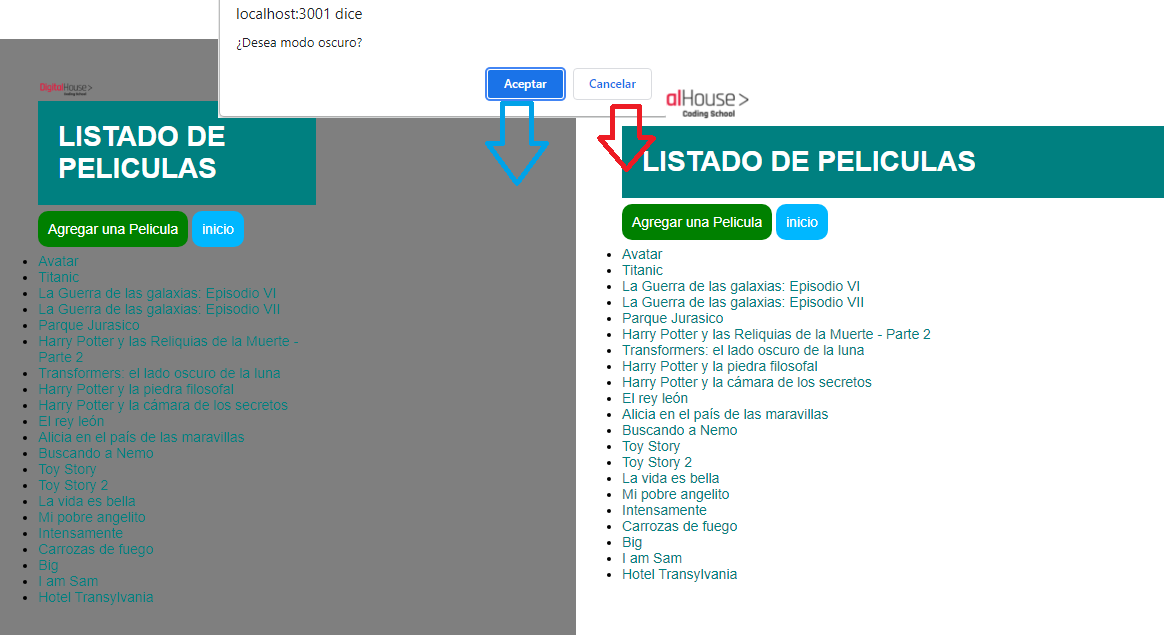 localhost:3001 dice
¿Desea modo oscuro?
Aceptar
Cancelar
DigitalHouse>
Coding School
LISTADO DE
PELICULAS
Agregar una Pelicula
inicio
Avatar
Titanic
La Guerra de las galaxias: Episodio VI
La Guerra de las galaxias: Episodio VII
Parque Jurasico
Harry Potter y las Reliquias de la Muerte -
Parte 2
Transformers: el lado oscuro de la luna
Harry Potter y la piedra filosofal
Harry Potter y la cámara de los secretos
El rey león
Alicia en el país de las maravillas
Buscando a Nemo
Toy Story
Toy Story 2
La vida es bella
Mi pobre angelito
Intensamente
Carrozas de fuego
Big
I am Sam
Hotel Transylvania
alHouse>
Coding School
LISTADO DE PELICULAS
Agregar una Pelicula
inicio
Avatar
Titanic
La Guerra de las galaxias: Episodio VI
La Guerra de las galaxias: Episodio VII
Parque Jurasico
Harry Potter y las Reliquias de la Muerte - Parte 2
Transformers: el lado oscuro de la luna
Harry Potter y la piedra filosofal
Harry Potter y la cámara de los secretos
El rey león
Alicia en el país de las maravillas
Buscando a Nemo
Toy Story
Toy Story 2
La vida es bella
Mi pobre angelito
Intensamente
Carrozas de fuego
Big
I am Sam
Hotel Transylvania